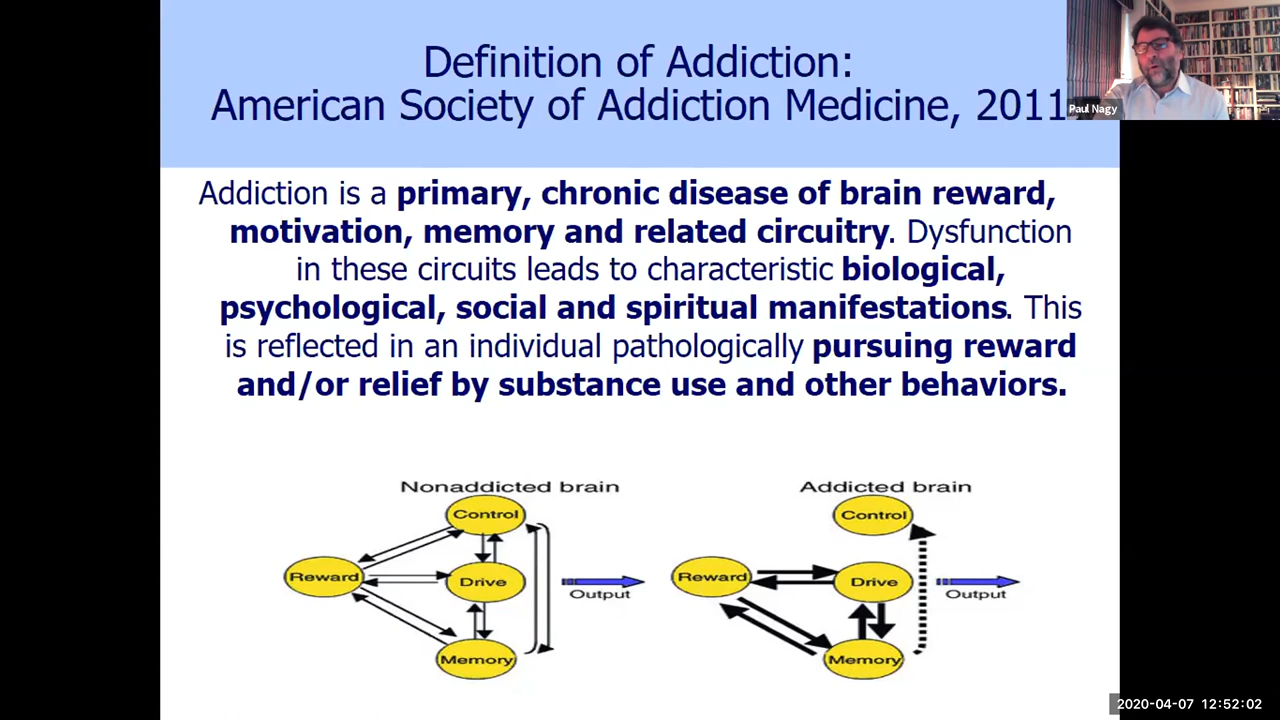 Definition of Addiction:
American Society of Addiction Medicine, 2011
Paul Nagy
Addiction is a primary, chronic disease of brain reward,
motivation, memory and related circuitry. Dysfunction
in these circuits leads to characteristic biological,
psychological, social and spiritual manifestations. This
is reflected in an individual pathologically pursuing reward
and/or relief by substance use and other behaviors.
Nonaddicted brain
Control
Reward
Drive
Output
Memory
Addicted brain
Control
Reward
Drive
Output
Memory
2020-04-07 12:52:02